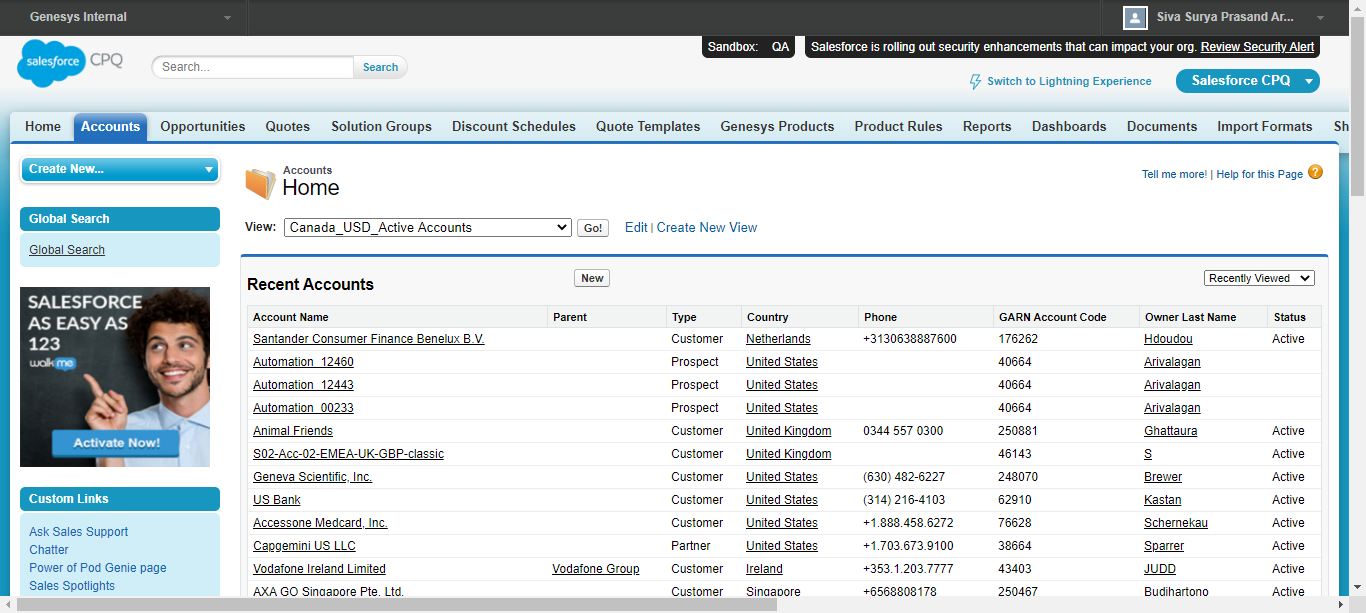 Genesys Internal
Siva Surya Prasand Ar...
salesforce CPQ
Search...
Search
Sandbox: QA
Salesforce is rolling out security enhancements that can impact your org. Review Security Alert
Switch to Lightning Experience
Salesforce CPQ
Home Accounts Opportunities Quotes Solution Groups Discount Schedules Quote Templates Genesys Products Product Rules Reports Dashboards Documents Import Formats Sh
Create New...
Global Search
Global Search
SALESFORCE
AS EASY AS
123
walkme
Activate Now!
Custom Links
Ask Sales Support
Chatter
Power of Pod Genie page
Sales Spotlights
Accounts
Home
Tell me more! | Help for this Page ?
View: Canada_USD_Active Accounts Go! Edit | Create New View
Recent Accounts New Recently Viewed
Account Name Parent Type Country Phone GARN Account Code Owner Last Name Status
Santander Consumer Finance Benelux B.V. Customer Netherlands +3130638887600 176262 Hdoudou Active
Automation_12460 Prospect United States 40664 Arivalagan
Automation_12443 Prospect United States 40664 Arivalagan
Automation_00233 Prospect United States 40664 Arivalagan
Animal Friends Customer United Kingdom 0344 557 0300 250881 Ghattaura Active
S02-Acc-02-EMEA-UK-GBP-classic Customer United Kingdom 46143 S Active
Geneva Scientific, Inc. Customer United States (630) 482-6227 248070 Brewer Active
US Bank Customer United States (314) 216-4103 62910 Kastan Active
Accessone Medcard, Inc. Customer United States +1.888.458.6272 76628 Schernekau Active
Capgemini US LLC Partner United States +1.703.673.9100 38664 Sparrer Active
Vodafone Ireland Limited Vodafone Group Customer Ireland +353.1.203.7777 43403 JUDD Active
AXA GO Singapore Pte. Ltd. Customer Singapore +6568808178 250467 Budihartono Active